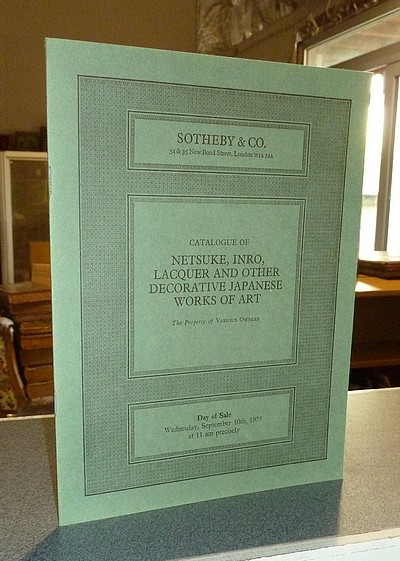 SOTHEBY & CO.
34 & 35 New Bond Street, London W1A 2AA
CATALOGUE OF
NETSUKE, INRO,
LACQUER AND OTHER
DECORATIVE JAPANESE
WORKS OF ART
The Property of VARIOUS OWNERS
Day of Sale
Wednesday, September 10th, 1975
at 11 am precisely